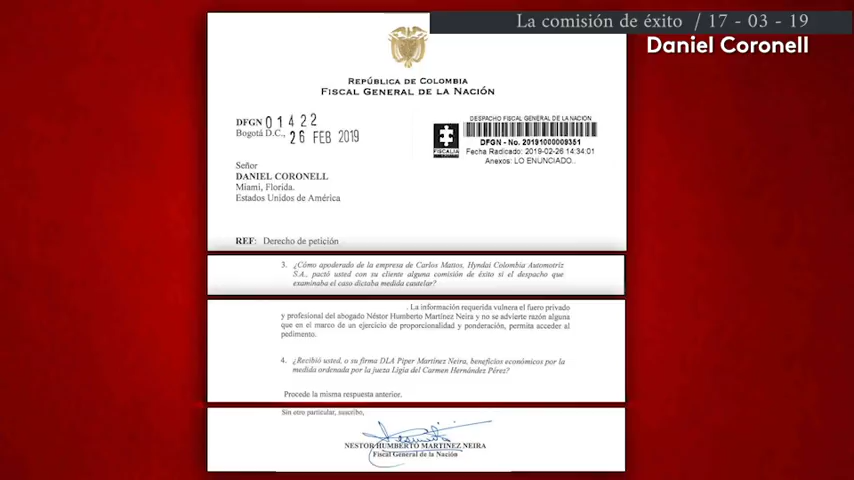 La comisión de éxito / 17 - 03 - 19
Daniel Coronell
REPÚBLICA DE COLOMBIA
FISCAL GENERAL DE LA NACIÓN
DFGN 01422
Bogotá D.C., 26 FEB 2019
DESPACHO FISCAL GENERAL DE LA NACION
DFGN - No. 20191000009351
Fecha Radicado: 2019-02-26 14:34:01
Anexos: LO ENUNCIADO..
FISCALIA
Señor
DANIEL CORONELL
Miami, Florida.
Estados Unidos de América
REF: Derecho de petición
3. ¿Cómo apoderado de la empresa de Carlos Mattos, Hyndai Colombia Automotriz
S.A., pactó usted con su cliente alguna comisión de éxito si el despacho que
examinaba el caso dictaba medida cautelar?
. La información requerida vulnera el fuero privado
y profesional del abogado Néstor Humberto Martínez Neira y no se advierte razón alguna
que en el marco de un ejercicio de proporcionalidad y ponderación, permita acceder al
pedimento.
4. ¿Recibió usted, o su firma DLA Piper Martínez Neira, beneficios económicos por la
medida ordenada por la jueza Ligia del Carmen Hernández Pérez?
Procede la misma respuesta anterior.
Sin otro particular, suscribo,
NÉSTOR HUMBERTO MARTÍNEZ NEIRA
Fiscal General de la Nación